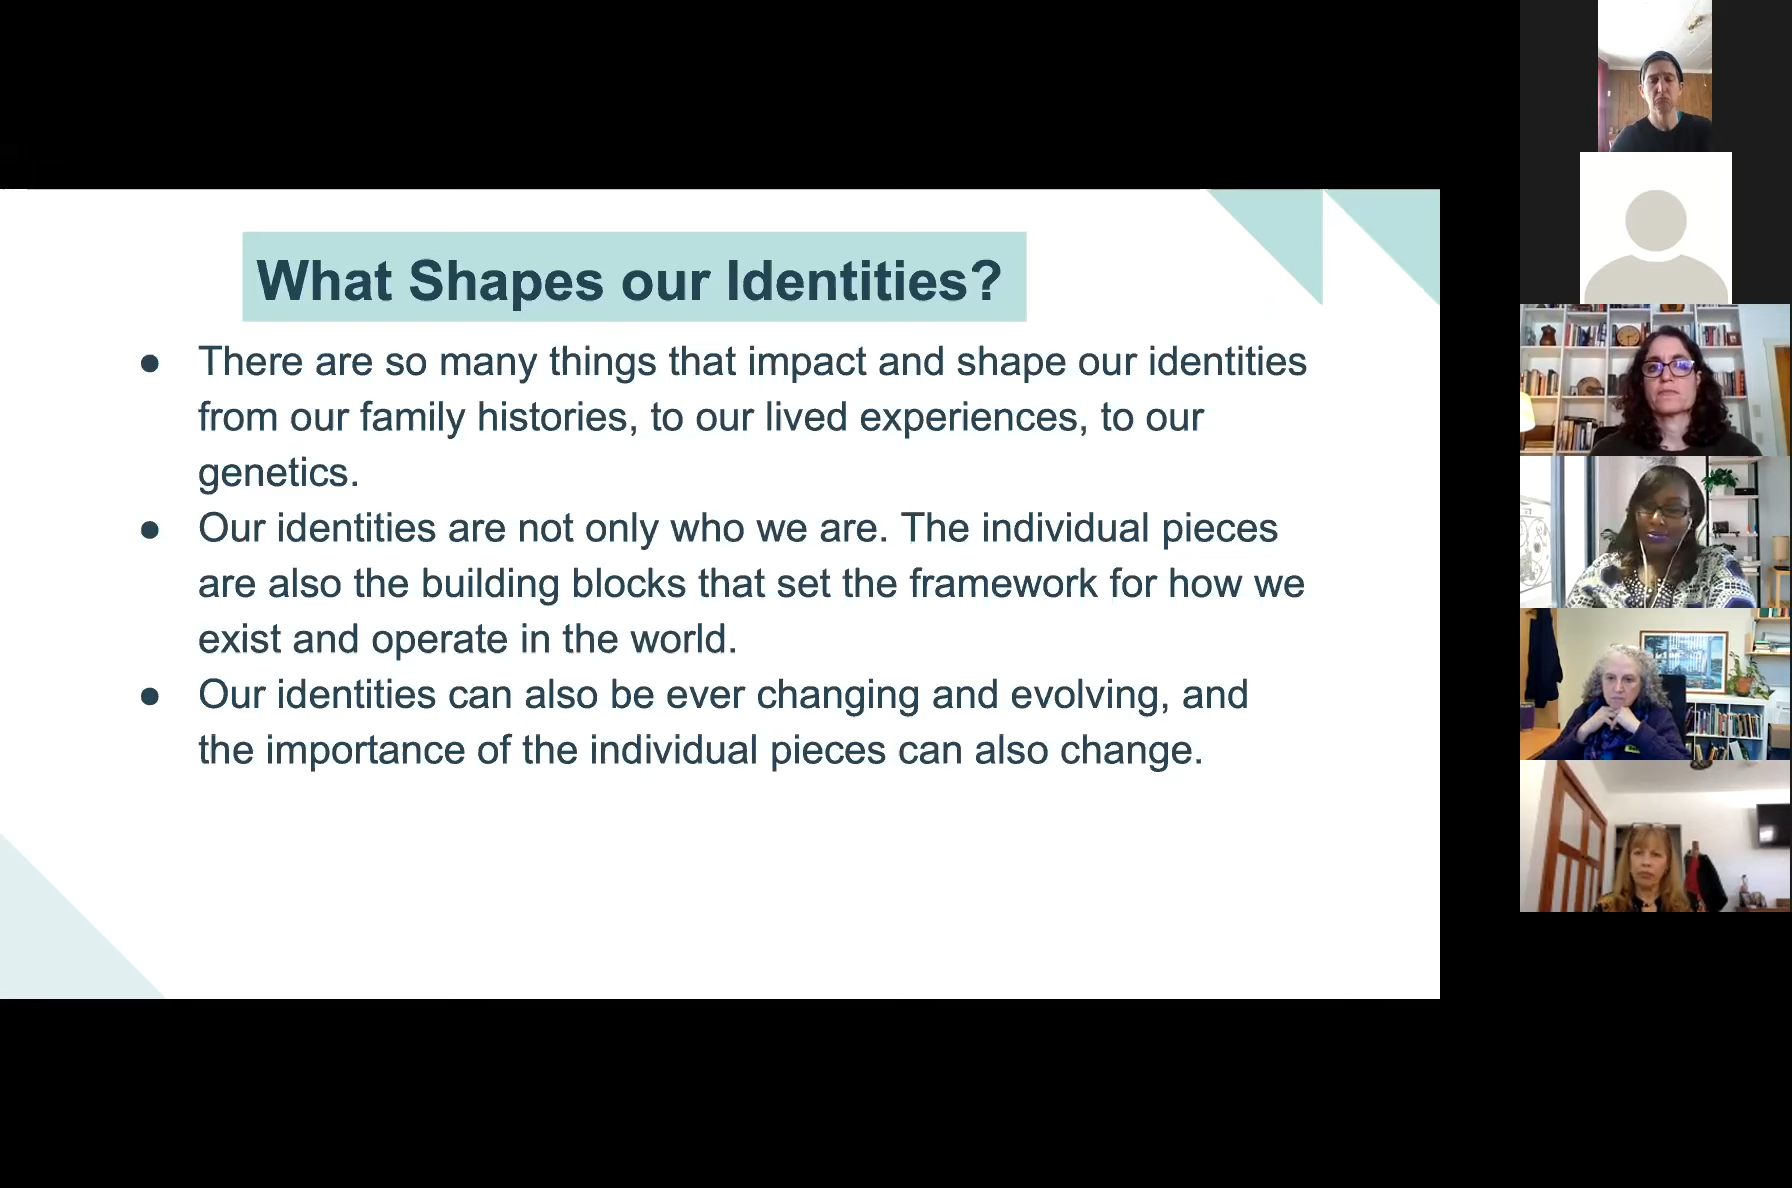 What Shapes our Identities?
● There are so many things that impact and shape our identities
from our family histories, to our lived experiences, to our
genetics.
● Our identities are not only who we are. The individual pieces
are also the building blocks that set the framework for how we
exist and operate in the world.
● Our identities can also be ever changing and evolving, and
the importance of the individual pieces can also change.